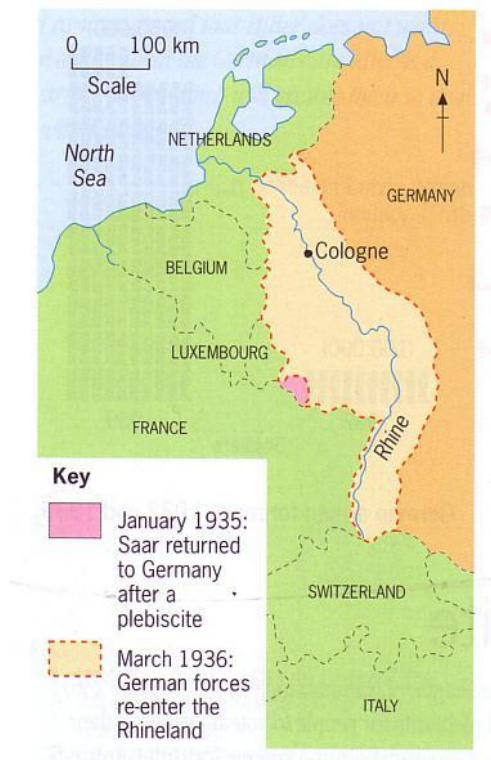 0 100 km
Scale
N
North
Sea
NETHERLANDS
GERMANY
Cologne
BELGIUM
LUXEMBOURG
FRANCE
Rhine
Key
January 1935:
Saar returned
to Germany
after a
plebiscite
March 1936:
German forces
re-enter the
Rhineland
SWITZERLAND
ITALY